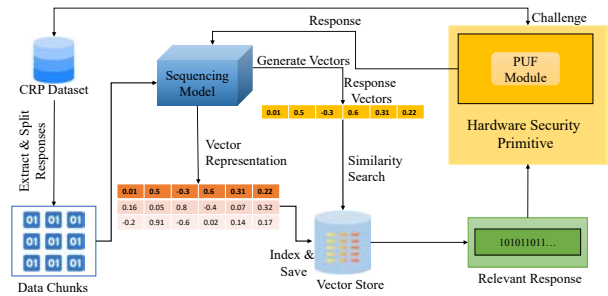 Response
Challenge
CRP Dataset
Sequencing
Model
Generate Vectors
Response
Vectors
0.01 0.5 -0.3 0.6 0.31 0.22
PUF
Module
Hardware Security
Primitive
Extract & Split
Responses
Vector
Representation
Similarity
Search
0.01 0.5 -0.3 0.6 0.31 0.22
0.16 0.05 0.8 -0.4 0.07 0.32
-0.2 0.91 -0.6 0.02 0.14 0.17
01 01 01
01 01 01
01 01 01
Data Chunks
Index &
Save
Vector Store
101011011...
Relevant Response